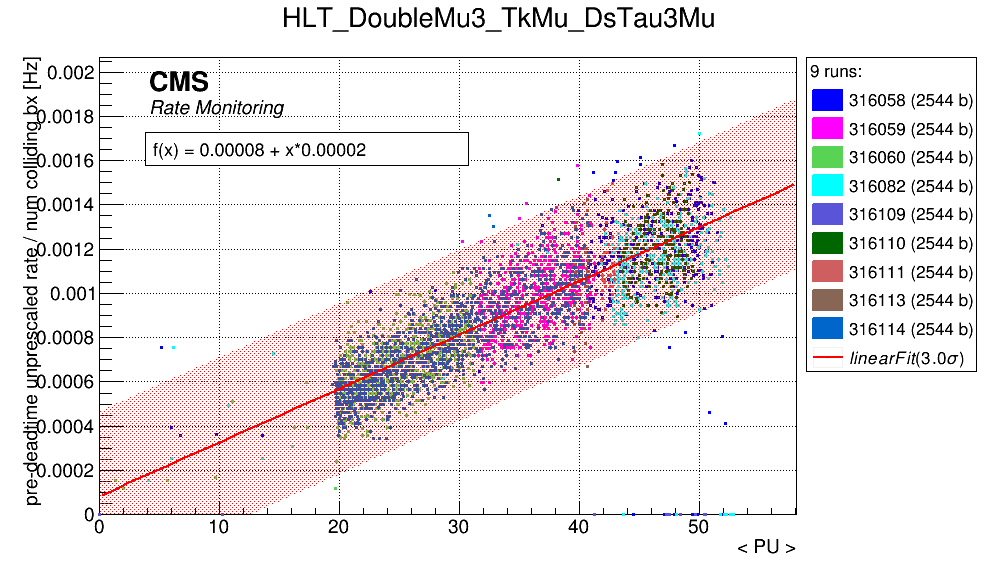 HLT_DoubleMu3_TkMu_DsTau3Mu
pre-deadtime unprescaled rate / num colliding bx [Hz]
0.002
0.0018
0.0016
0.0014
0.0012
0.001
0.0008
0.0006
0.0004
0.0002
0
CMS
Rate Monitoring
f(x) = 0.00008 + x*0.00002
0 10 20 30 40 50
< PU >
9 runs:
316058 (2544 b)
316059 (2544 b)
316060 (2544 b)
316082 (2544 b)
316109 (2544 b)
316110 (2544 b)
316111 (2544 b)
316113 (2544 b)
316114 (2544 b)
linearFit(3.0σ)